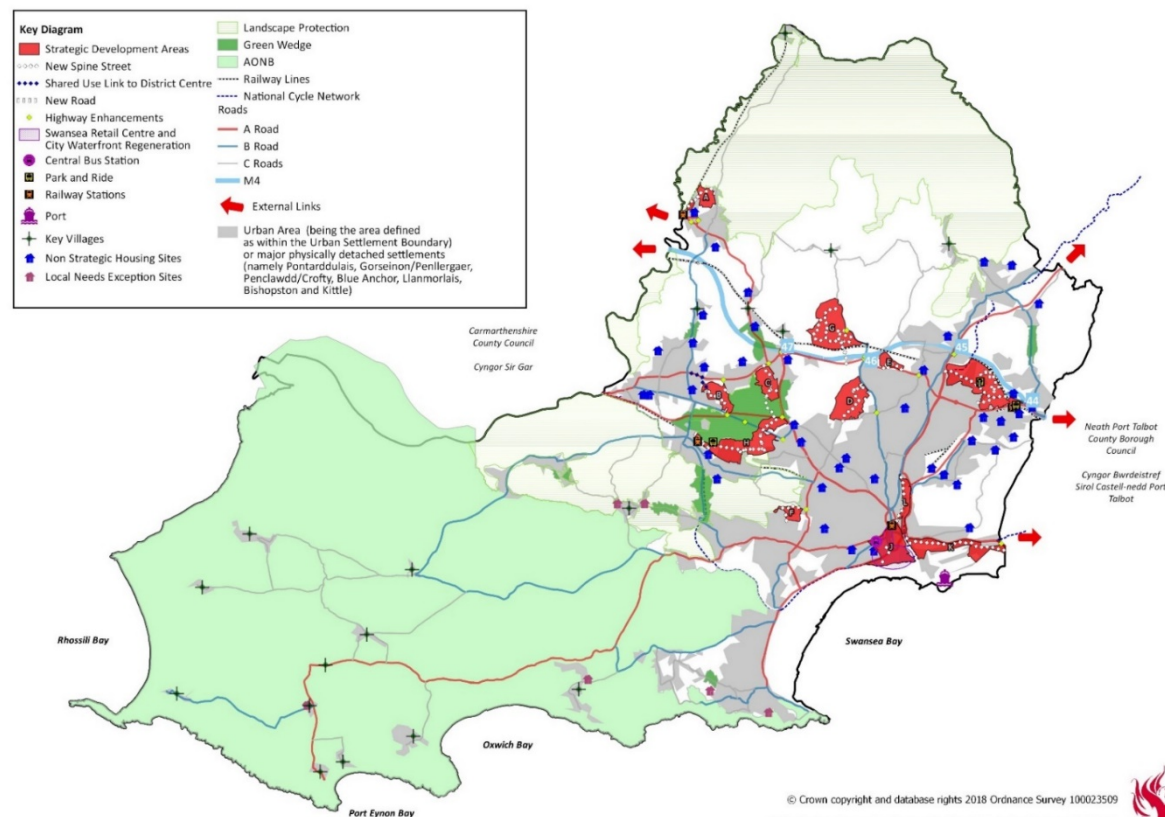 Key Diagram
Strategic Development Areas
New Spine Street
Shared Use Link to District Centre
New Road
Highway Enhancements
Swansea Retail Centre and
City Waterfront Regeneration
Central Bus Station
Park and Ride
Railway Stations
Port
Key Villages
Non Strategic Housing Sites
Local Needs Exception Sites
Landscape Protection
Green Wedge
AONB
Railway Lines
National Cycle Network
Roads
A Road
B Road
C Roads
M4
External Links
Urban Area (being the area defined
as within the Urban Settlement Boundary)
or major physically detached settlements
(namely Pontarddulais, Gorseinon/Penllergaer,
Penclawdd/Crofty, Blue Anchor, Llanmorlais,
Bishopston and Kittle)
Carmarthenshire
County Council
Cyngor Sir Gar
A
G
47
46
45
44
E
C
B
D
H
J
K
Neath Port Talbot
County Borough
Council
Cyngor Bwrdeistref
Sirol Castell-nedd Port
Talbot
Rhossili Bay
Swansea Bay
Oxwich Bay
Port Eynon Bay
© Crown copyright and database rights 2018 Ordnance Survey 100023509